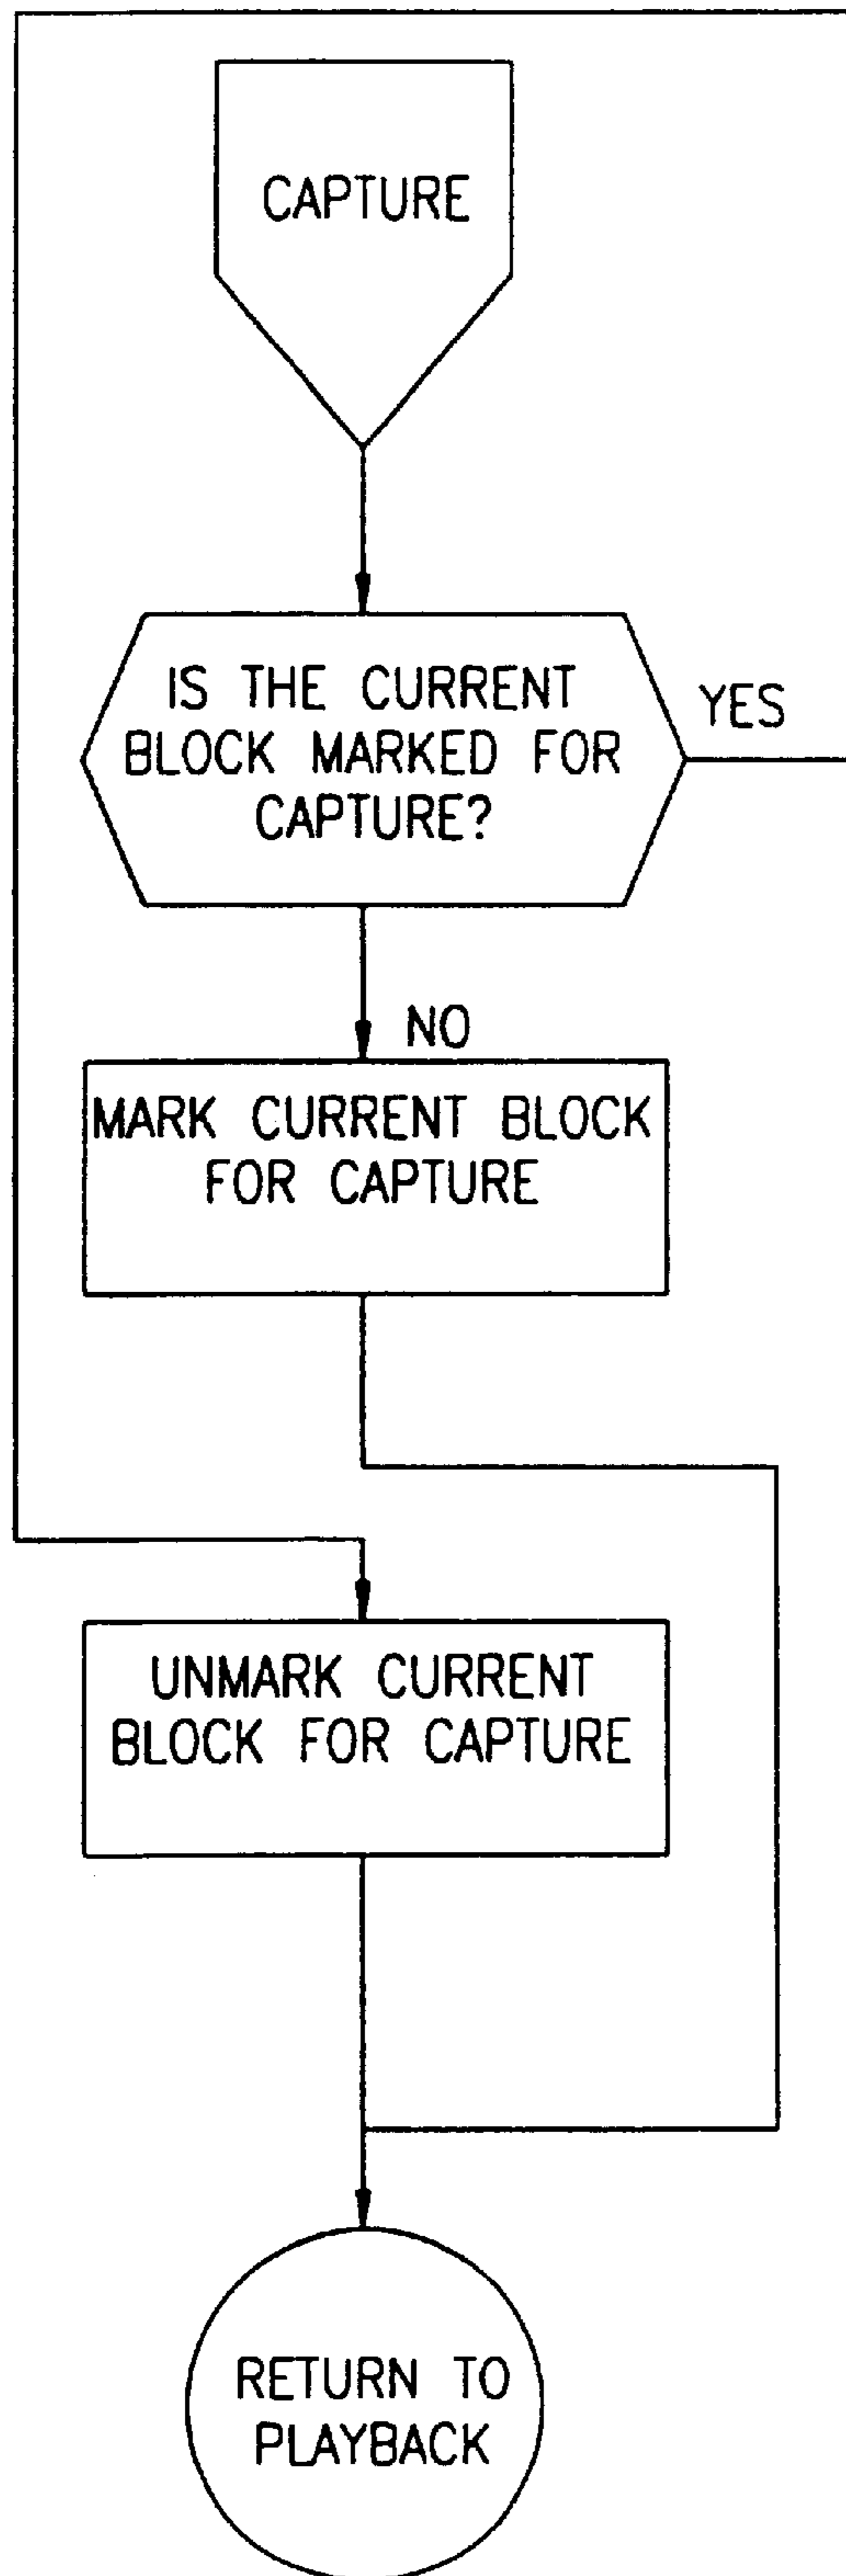 CAPTURE
IS THE CURRENT
BLOCK MARKED FOR
CAPTURE?
YES
NO
MARK CURRENT BLOCK
FOR CAPTURE
UNMARK CURRENT
BLOCK FOR CAPTURE
RETURN TO
PLAYBACK